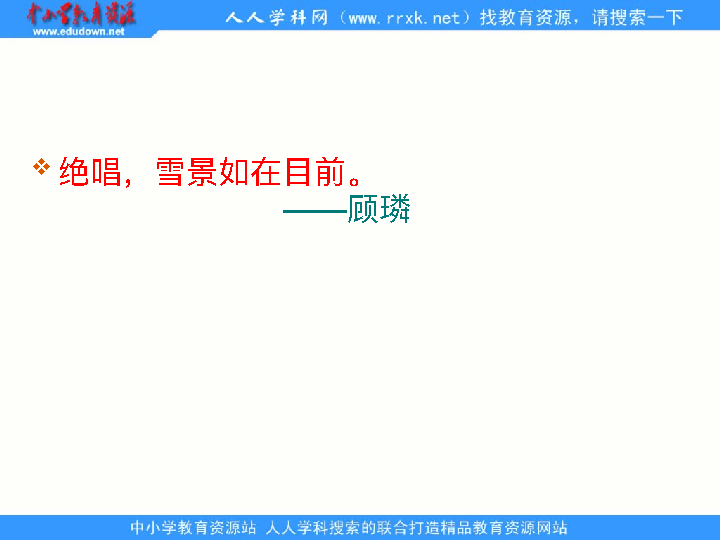 中小学教育资源
www.edudown.net
人人学科网（www.rrxk.net）找教育资源，请搜索一下
绝唱，雪景如在目前。
——顾璘
中小学教育资源站 人人学科搜索的联合打造精品教育资源网站